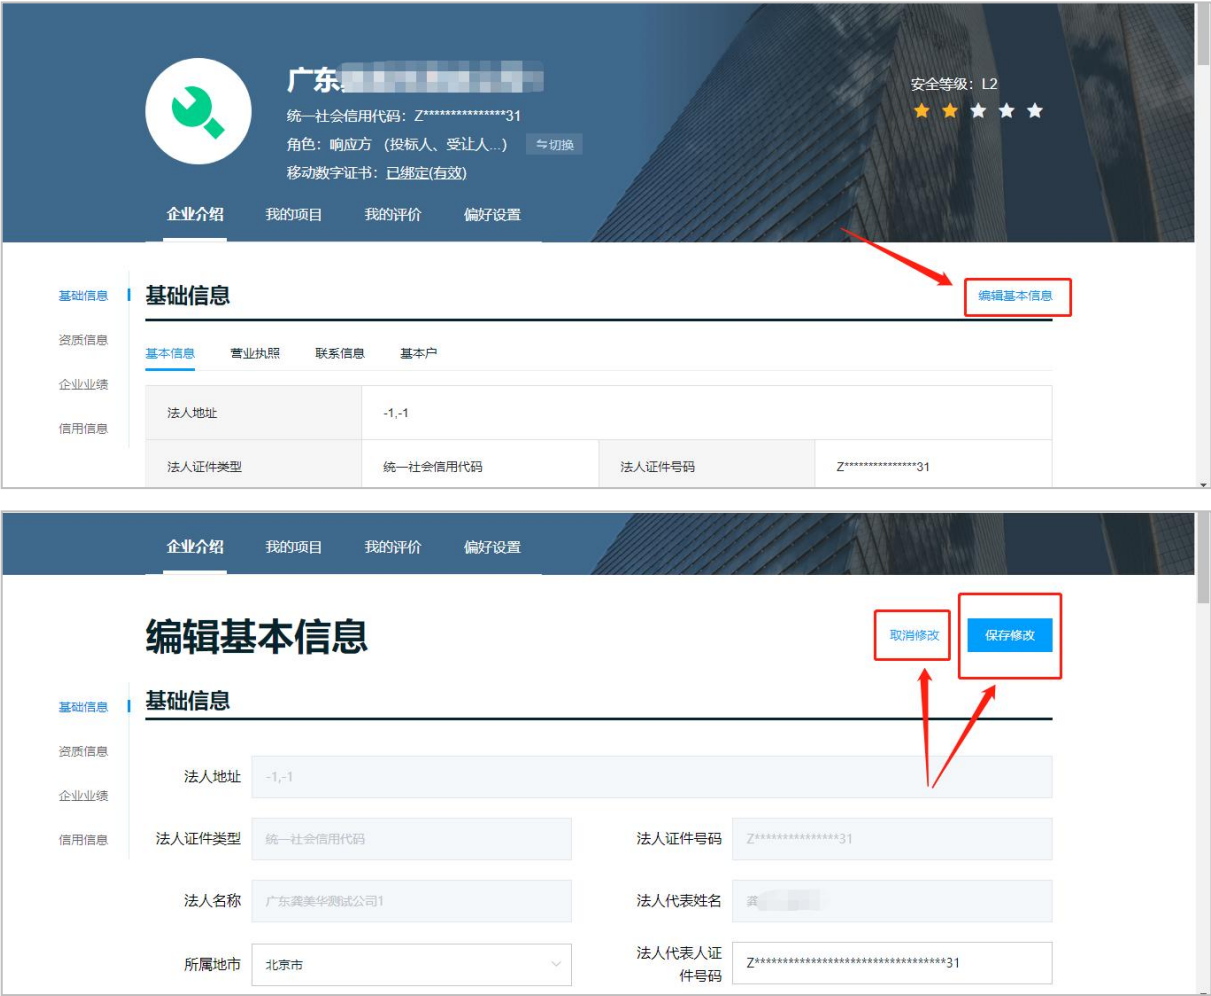 广东
安全等级：L2
统一社会信用代码：Z***************31
角色：响应方 (投标人、受让人...) 切换
移动数字证书：已绑定(有效)
企业介绍 我的项目 我的评价 偏好设置
基础信息 基础信息 编辑基本信息
资质信息
基本信息 营业执照 联系信息 基本户
企业业绩
法人地址 -1,-1
信用信息
法人证件类型 统一社会信用代码 法人证件号码 Z***************31
企业介绍 我的项目 我的评价 偏好设置
编辑基本信息 取消修改 保存修改
基础信息 基础信息
资质信息
法人地址 -1,-1
企业业绩
信用信息 法人证件类型 统一社会信用代码 法人证件号码 Z***************31
法人名称 广东龚美华测试公司1 法人代表姓名 龚
所属地市 北京市 法人代表人证
件号码 Z***********************************31